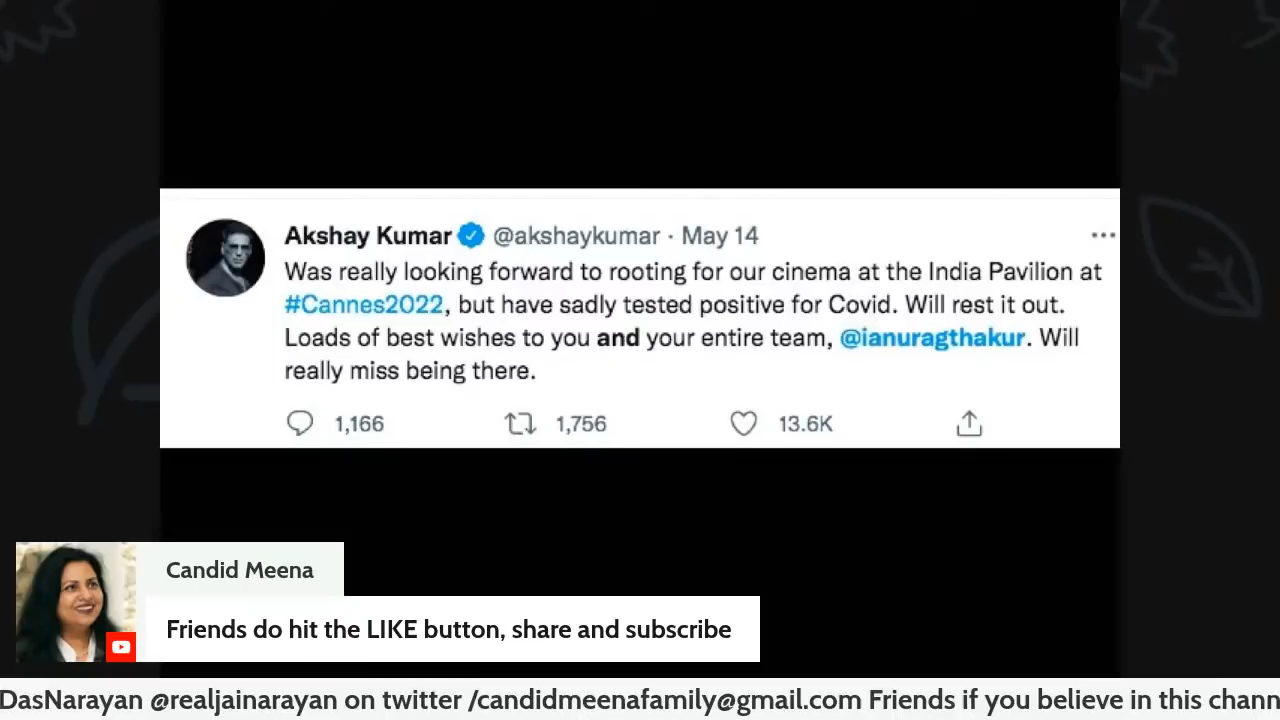 Akshay Kumar @akshaykumar · May 14
Was really looking forward to rooting for our cinema at the India Pavilion at
#Cannes2022, but have sadly tested positive for Covid. Will rest it out.
Loads of best wishes to you and your entire team, @ianuragthakur. Will
really miss being there.
1,166 1,756 13.6K
Candid Meena
Friends do hit the LIKE button, share and subscribe
DasNarayan @realjainarayan on twitter /candidmeenafamily@gmail.com Friends if you believe in this chann